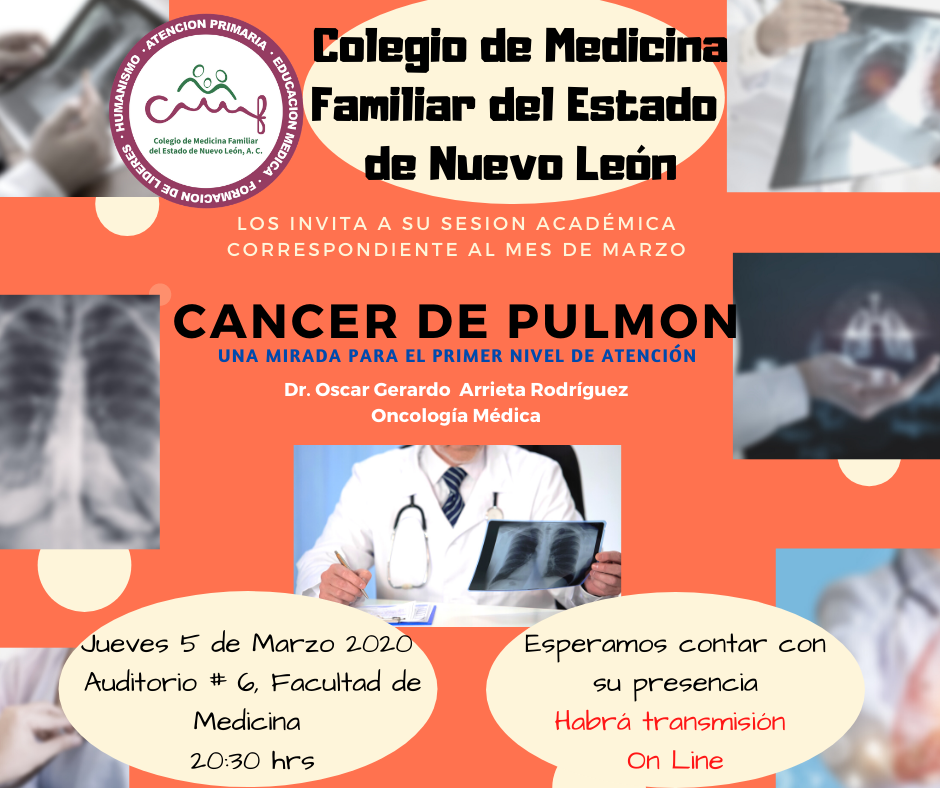 HUMANISMO · ATENCION PRIMARIA · EDUCACION MEDICA · FORMACION DE LIDERES ·
Colegio de Medicina Familiar
del Estado de Nuevo León, A. C.
Colegio de Medicina
Familiar del Estado
de Nuevo León
LOS INVITA A SU SESION ACADÉMICA
CORRESPONDIENTE AL MES DE MARZO
CANCER DE PULMON
UNA MIRADA PARA EL PRIMER NIVEL DE ATENCIÓN
Dr. Oscar Gerardo Arrieta Rodríguez
Oncología Médica
Jueves 5 de Marzo 2020
Auditorio # 6, Facultad de
Medicina
20:30 hrs
Esperamos contar con
su presencia
Habrá transmisión
On Line